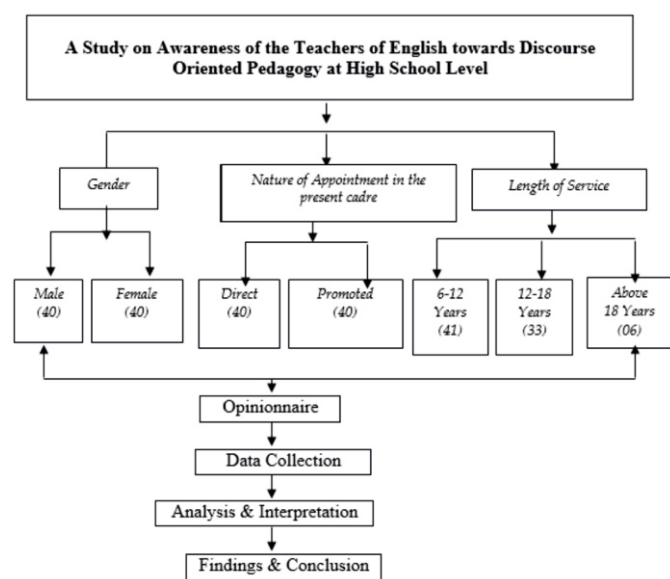 A Study on Awareness of the Teachers of English towards Discourse
Oriented Pedagogy at High School Level
Gender
Nature of Appointment in the
present cadre
Length of Service
Male
(40)
Female
(40)
Direct
(40)
Promoted
(40)
6-12
Years
(41)
12-18
Years
(33)
Above
18 Years
(06)
Opinionnaire
Data Collection
Analysis & Interpretation
Findings & Conclusion